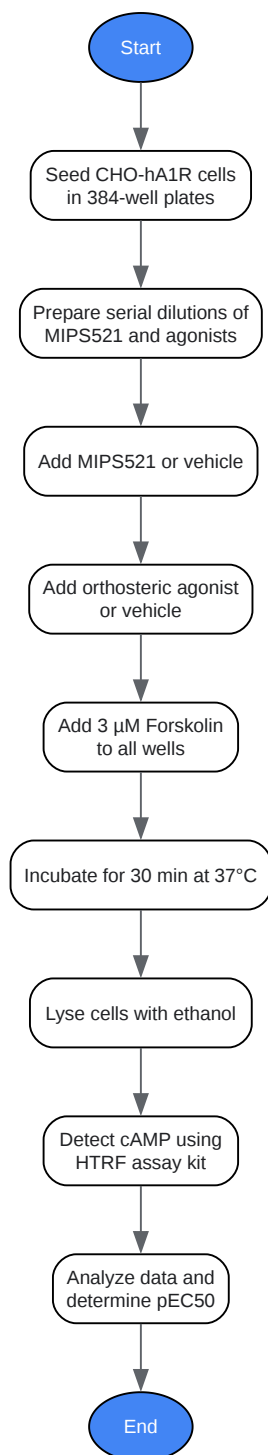 Start
Seed CHO-hA1R cells
in 384-well plates
Prepare serial dilutions of
MIPS521 and agonists
Add MIPS521 or vehicle
Add orthosteric agonist
or vehicle
Add 3 µM Forskolin
to all wells
Incubate for 30 min at 37°C
Lyse cells with ethanol
Detect cAMP using
HTRF assay kit
Analyze data and
determine pEC50
End